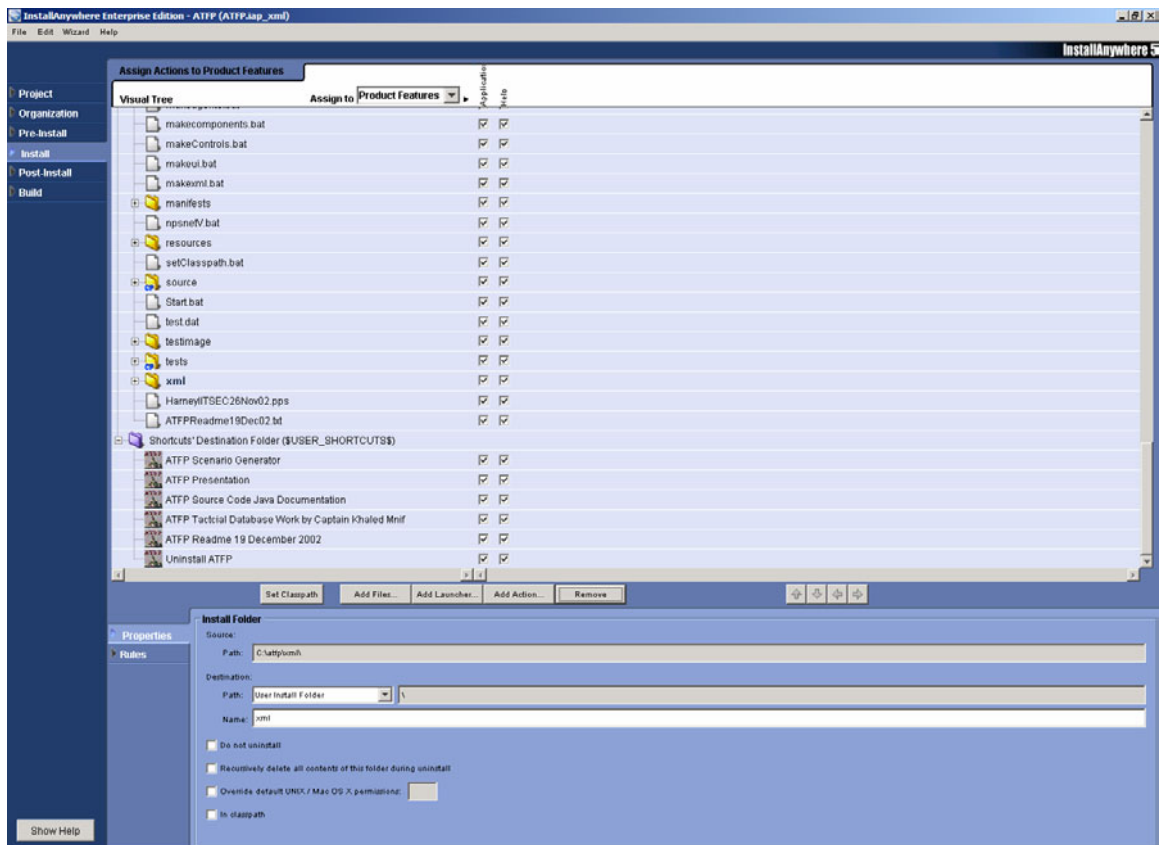 InstallAnywhere Enterprise Edition - ATFP (ATFP.iap_xml)
File Edit Wizard Help
InstallAnywhere 5
Assign Actions to Product Features
Visual Tree
Assign to Product Features
Application
Help
Project
Organization
Pre-Install
Install
Post-Install
Build
makecomponents.bat
makeControls.bat
makeui.bat
makexml.bat
manifests
npsnetV.bat
resources
setClasspath.bat
source
Start.bat
test.dat
testimage
tests
xml
HarneyIITSEC26Nov02.pps
ATFPReadme19Dec02.txt
Shortcuts' Destination Folder ($USER_SHORTCUTS$)
ATFP Scenario Generator
ATFP Presentation
ATFP Source Code Java Documentation
ATFP Tactcial Database Work by Captain Khaled Mnif
ATFP Readme 19 December 2002
Uninstall ATFP
Set Classpath Add Files... Add Launcher... Add Action... Remove
Properties
Rules
Install Folder
Source:
Path: C:\atfp\xml\
Destination:
Path: User Install Folder \
Name: xml
Do not uninstall
Recursively delete all contents of this folder during uninstall
Override default UNIX / Mac OS X permissions:
In classpath
Show Help